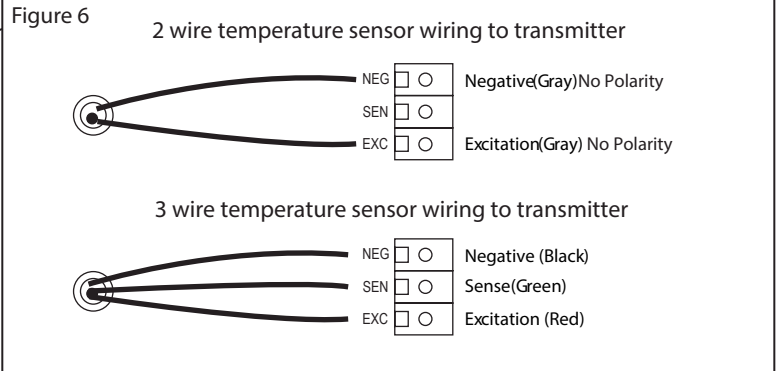 Figure 6
2 wire temperature sensor wiring to transmitter
NEG Negative(Gray)No Polarity
SEN
EXC Excitation(Gray) No Polarity
3 wire temperature sensor wiring to transmitter
NEG Negative (Black)
SEN Sense(Green)
EXC Excitation (Red)